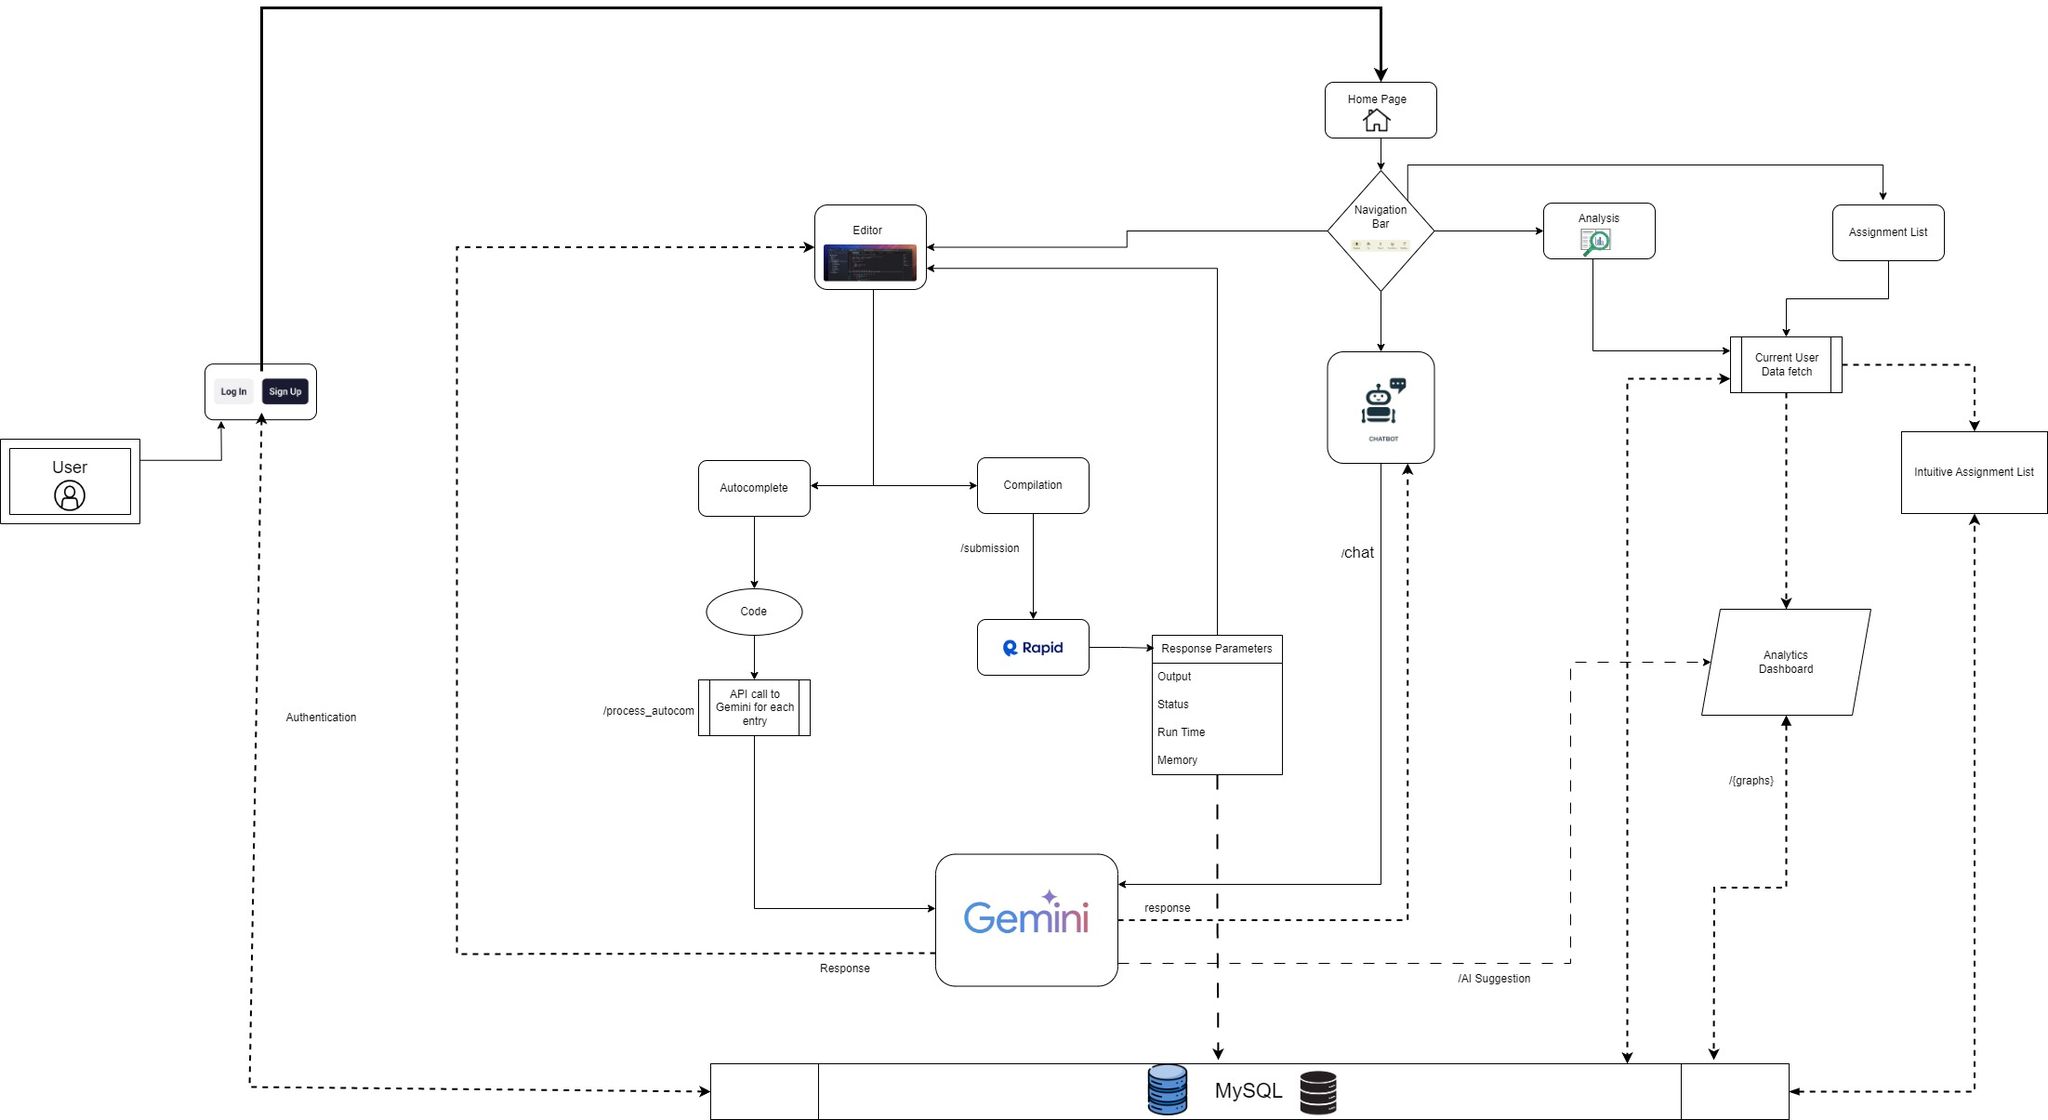 Home Page
Navigation
Bar
Analysis
Assignment List
Editor
Current User
Data fetch
Log In
Sign Up
CHATBOT
User
Intuitive Assignment List
Autocomplete
Compilation
/submission
/chat
Code
Rapid
Response Parameters
Output
Status
Run Time
Memory
Analytics
Dashboard
API call to
Gemini for each
entry
/process_autocom
Authentication
/{graphs}
Gemini
response
Response
/AI Suggestion
MySQL